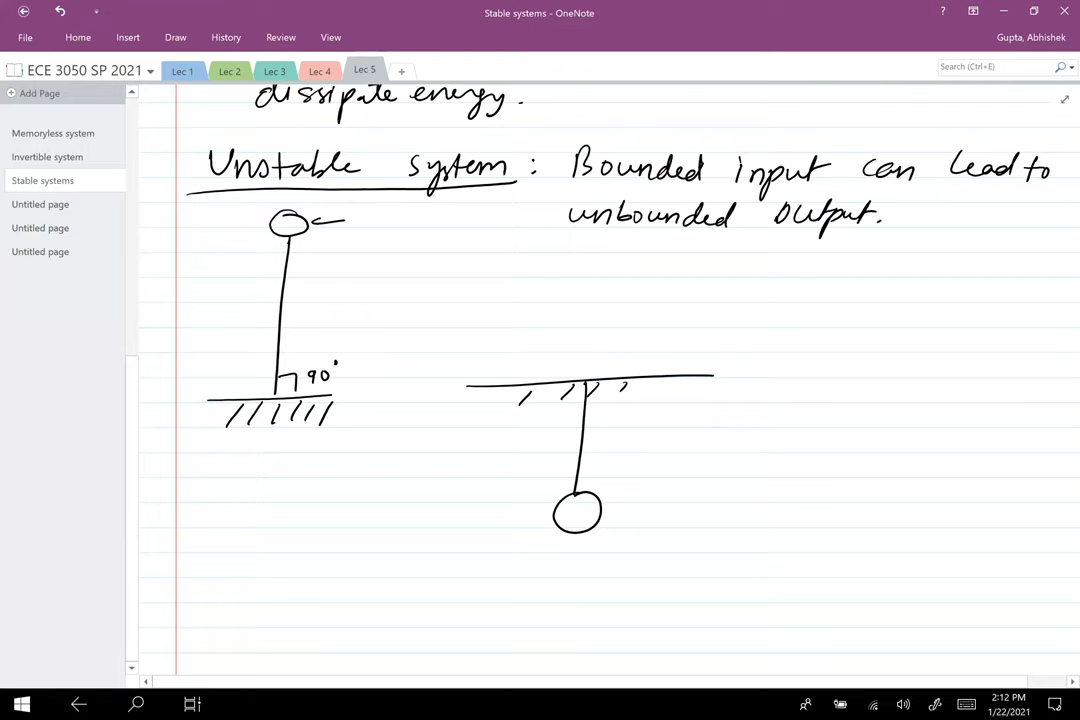 Stable systems - OneNote
?
File Home Insert Draw History Review View
Gupta, Abhishek
ECE 3050 SP 2021
Lec 1
Lec 2
Lec 3
Lec 4
Lec 5
+
Search (Ctrl+E)
Add Page
Memoryless system
Invertible system
Stable systems
Untitled page
Untitled page
Untitled page
dissipate energy.
Unstable system : Bounded input can lead to
unbounded output.
90°
2:12 PM
1/22/2021